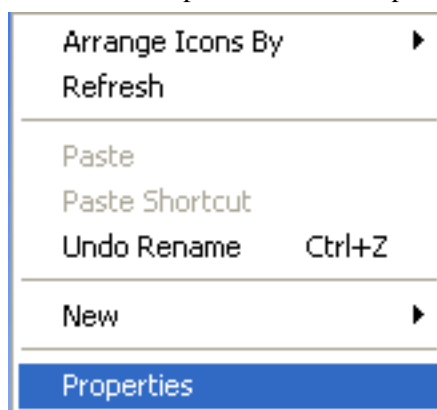 Arrange Icons By
Refresh
Paste
Paste Shortcut
Undo Rename Ctrl+Z
New
Properties